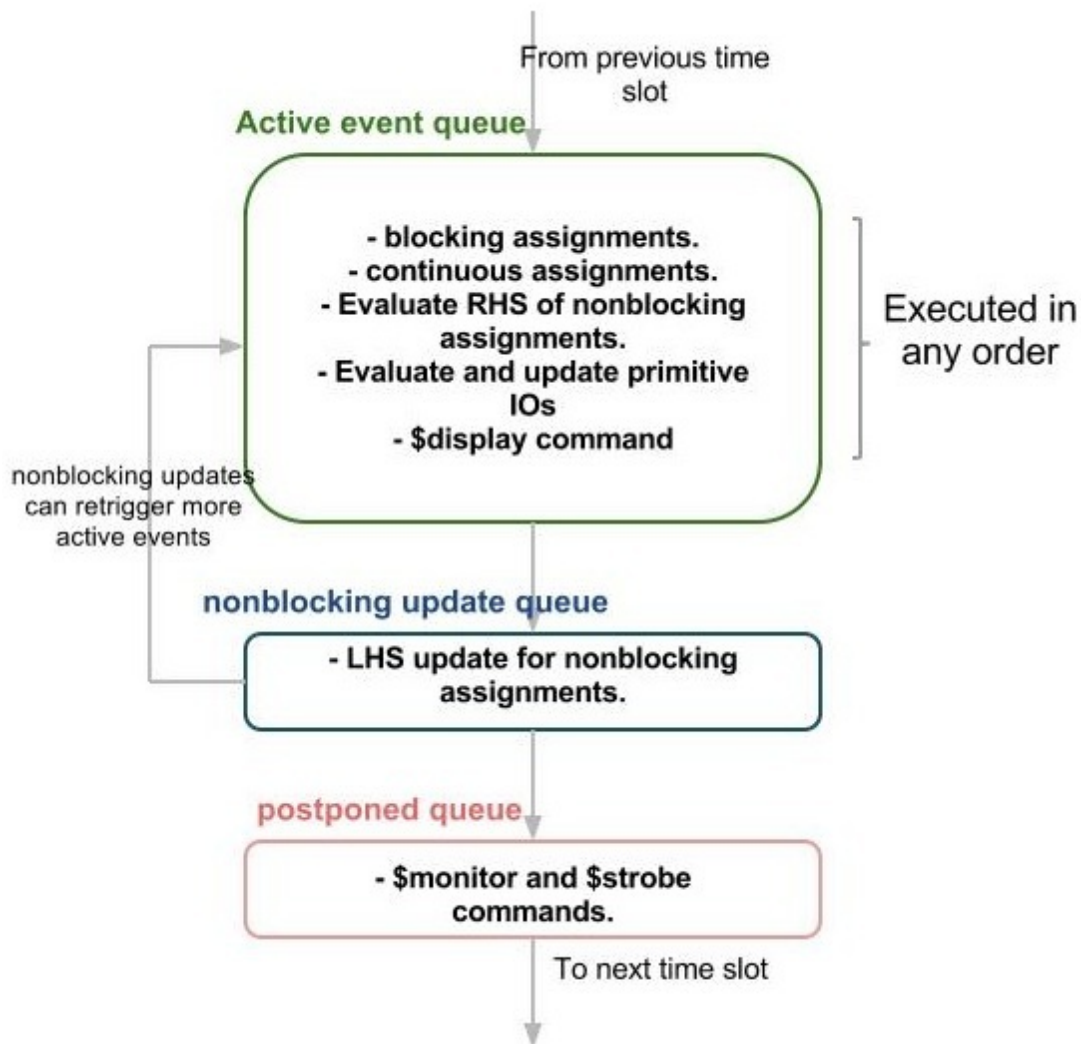 From previous time
slot
Active event queue
- blocking assignments.
- continuous assignments.
- Evaluate RHS of nonblocking
assignments.
- Evaluate and update primitive
IOs
- $display command
Executed in
any order
nonblocking updates
can retrigger more
active events
nonblocking update queue
- LHS update for nonblocking
assignments.
postponed queue
- $monitor and $strobe
commands.
To next time slot